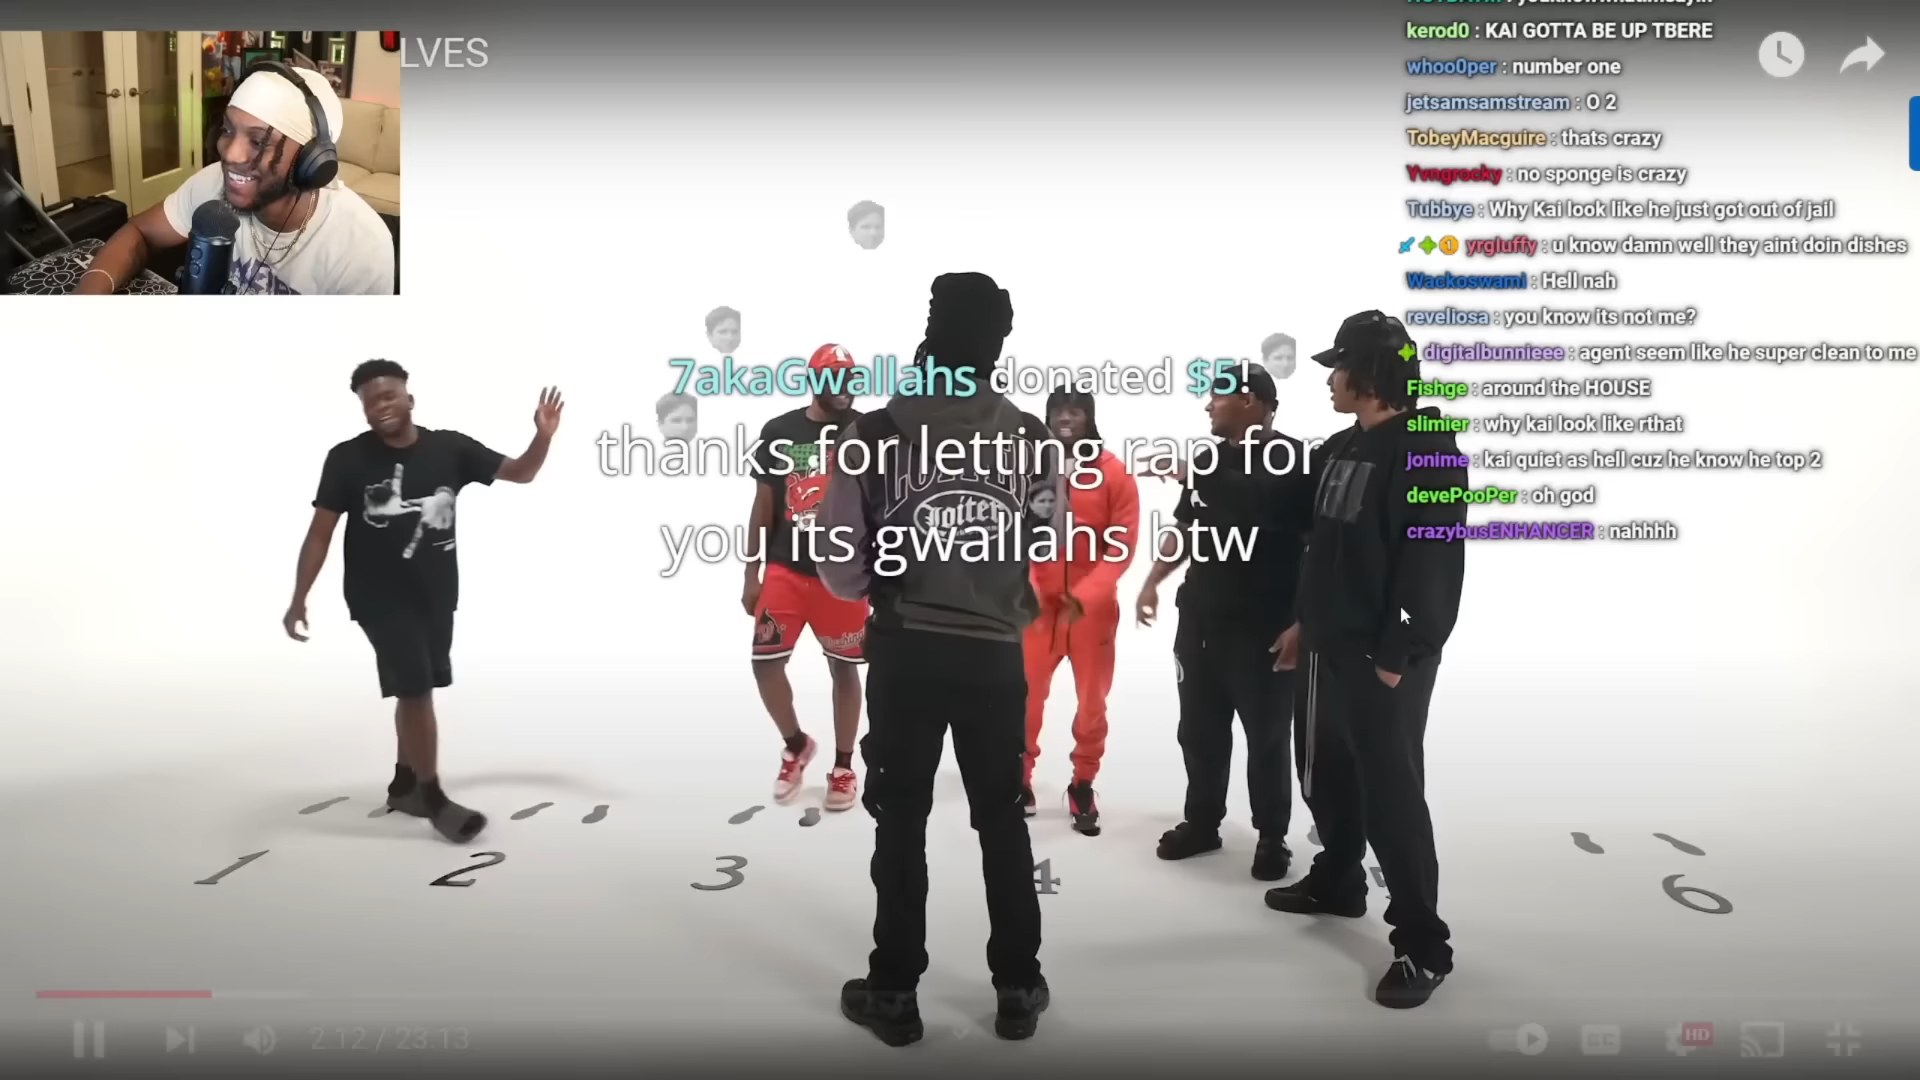 LVES
kerod0 : KAI GOTTA BE UP TBERE
whoo0per : number one
jetsamsamstream : O 2
TobeyMacguire : thats crazy
Yvngrocky : no sponge is crazy
Tubbye : Why Kai look like he just got out of jail
yrgluffy : u know damn well they aint doin dishes
Wackoswami : Hell nah
reveliosa : you know its not me?
digitalbunnieee : agent seem like he super clean to me
Fishge : around the HOUSE
slimier : why kai look like rthat
jonime : kai quiet as hell cuz he know he top 2
devePooPer : oh god
crazybusENHANCER : nahhhh
7akaGwallahs donated $5!
thanks for letting rap for
you its gwallahs btw
loiter
1 2 3 4 6
2:12 / 23:13
CC HD